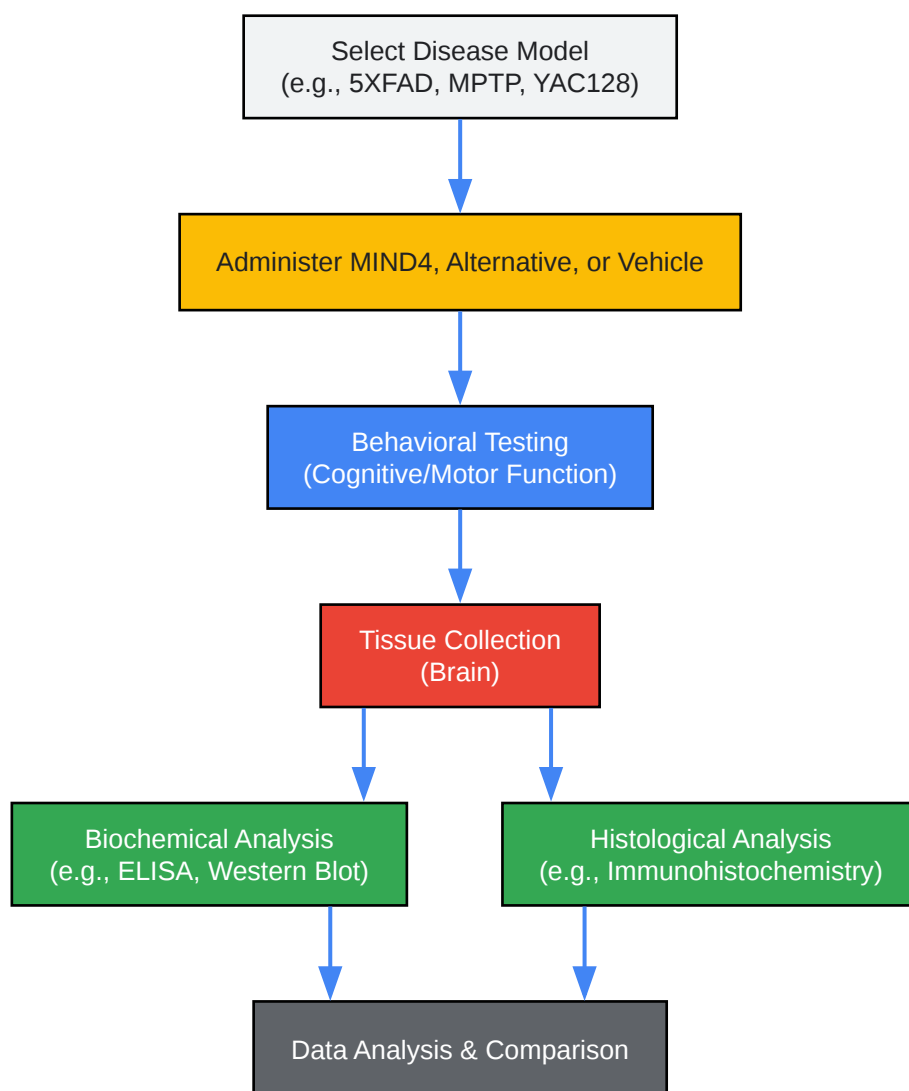 Select Disease Model
(e.g., 5XFAD, MPTP, YAC128)
Administer MIND4, Alternative, or Vehicle
Behavioral Testing
(Cognitive/Motor Function)
Tissue Collection
(Brain)
Biochemical Analysis
(e.g., ELISA, Western Blot)
Histological Analysis
(e.g., Immunohistochemistry)
Data Analysis & Comparison